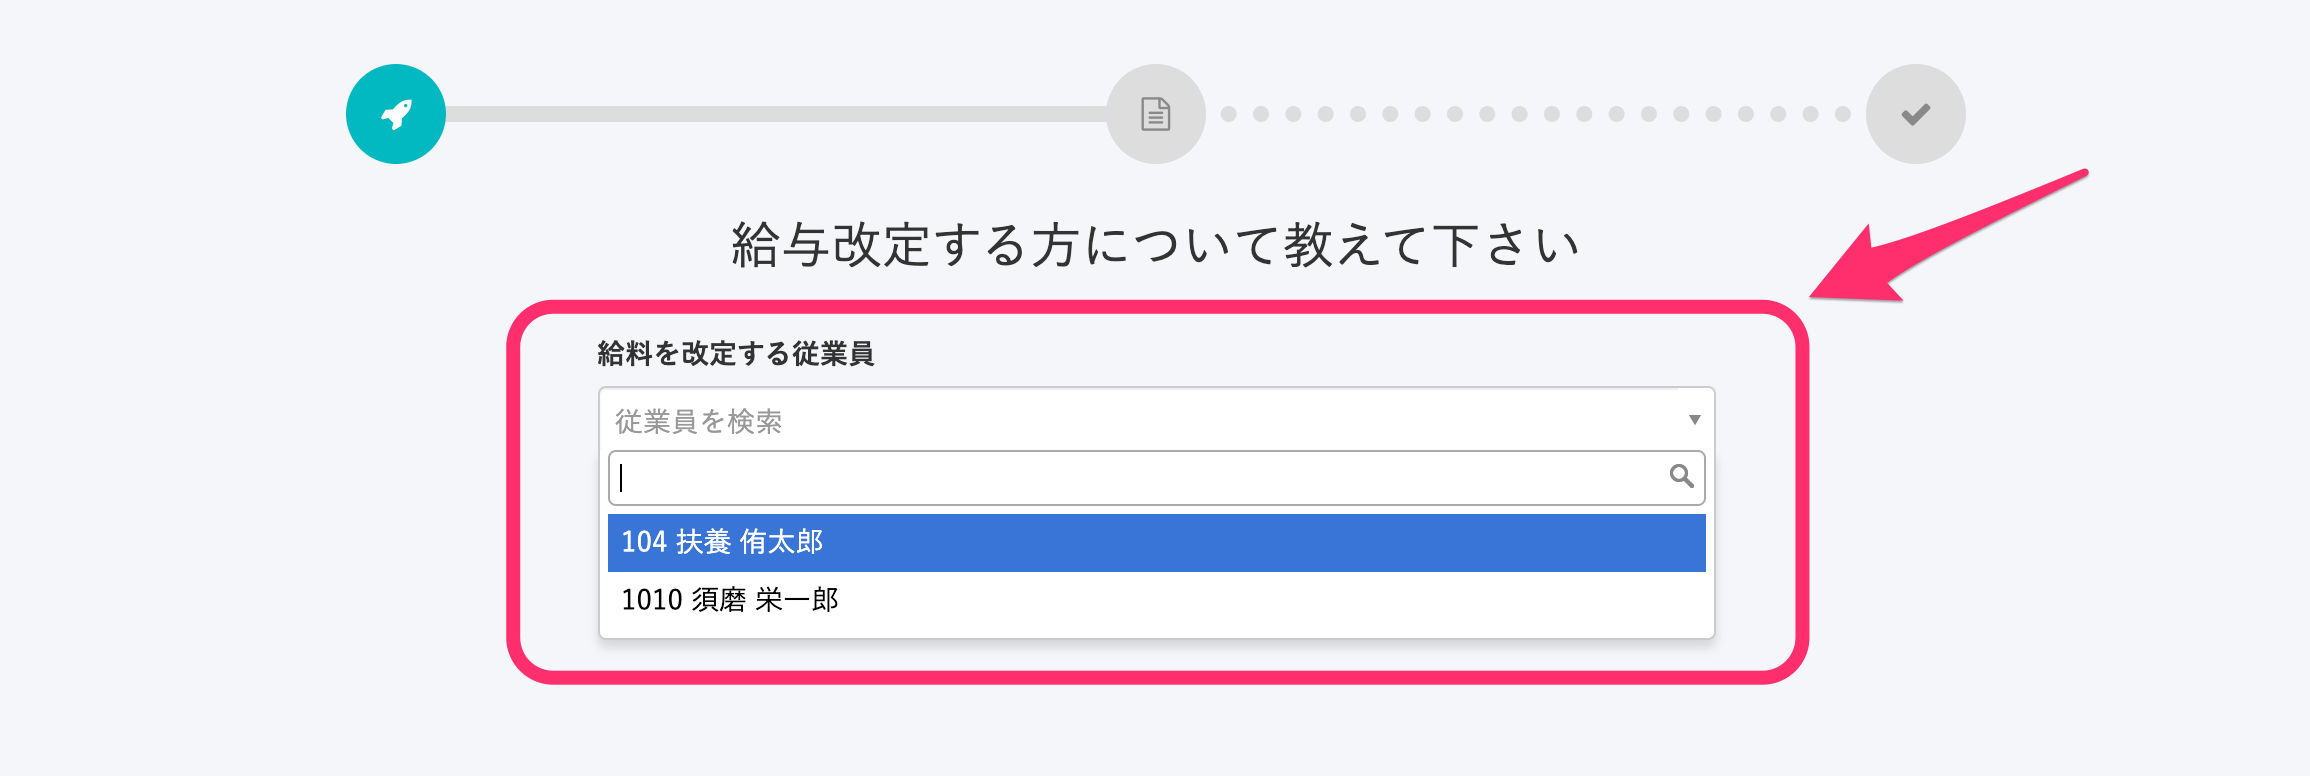 給与改定する方について教えて下さい
給料を改定する従業員
従業員を検索
104 扶養 侑太郎
1010 須磨 栄一郎